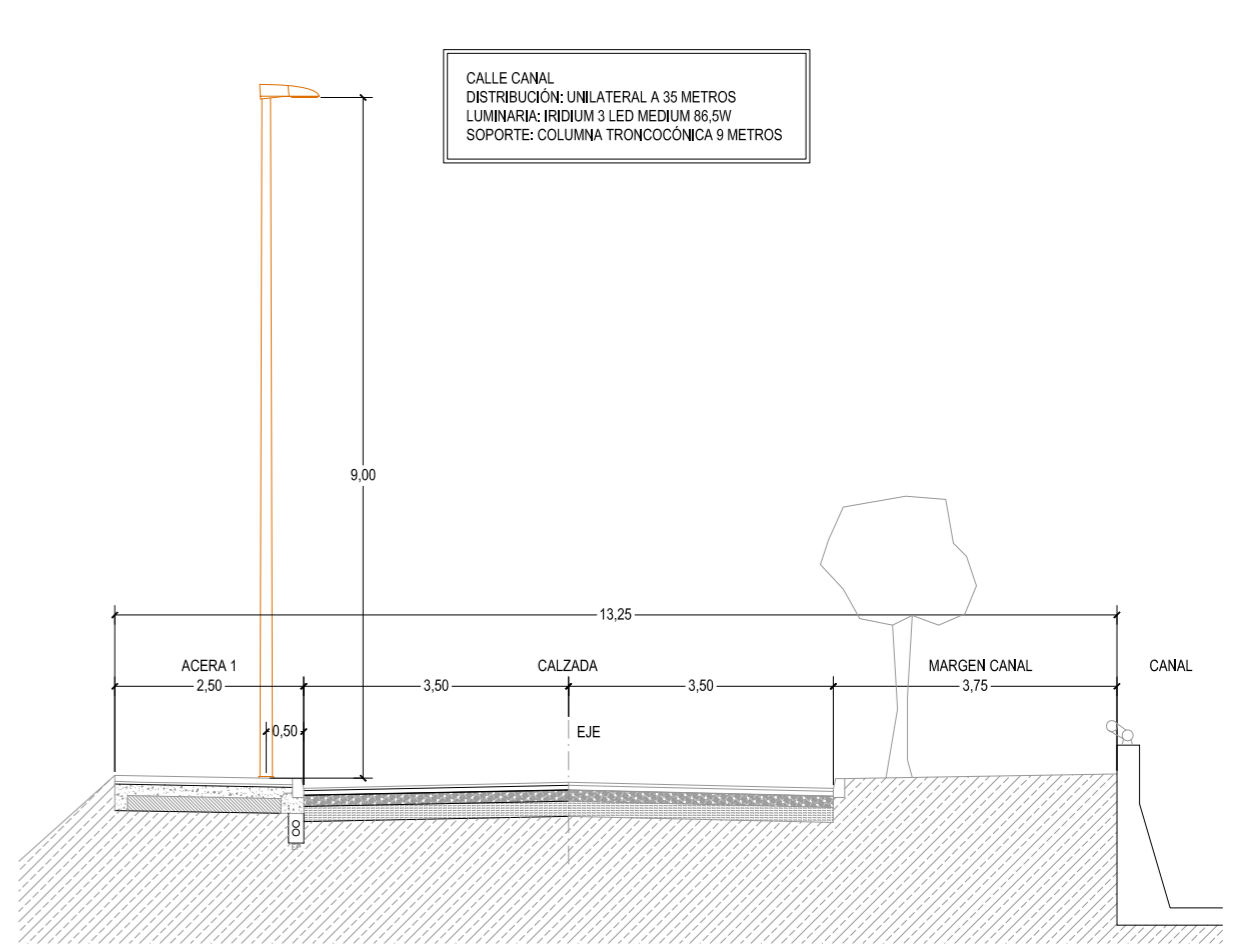 CALLE CANAL
DISTRIBUCIÓN: UNILATERAL A 35 METROS
LUMINARIA: IRIDIUM 3 LED MEDIUM 86,5W
SOPORTE: COLUMNA TRONCOCÓNICA 9 METROS
9,00
13,25
ACERA 1
CALZADA
MARGEN CANAL
CANAL
2,50
3,50
3,50
3,75
0,50
EJE